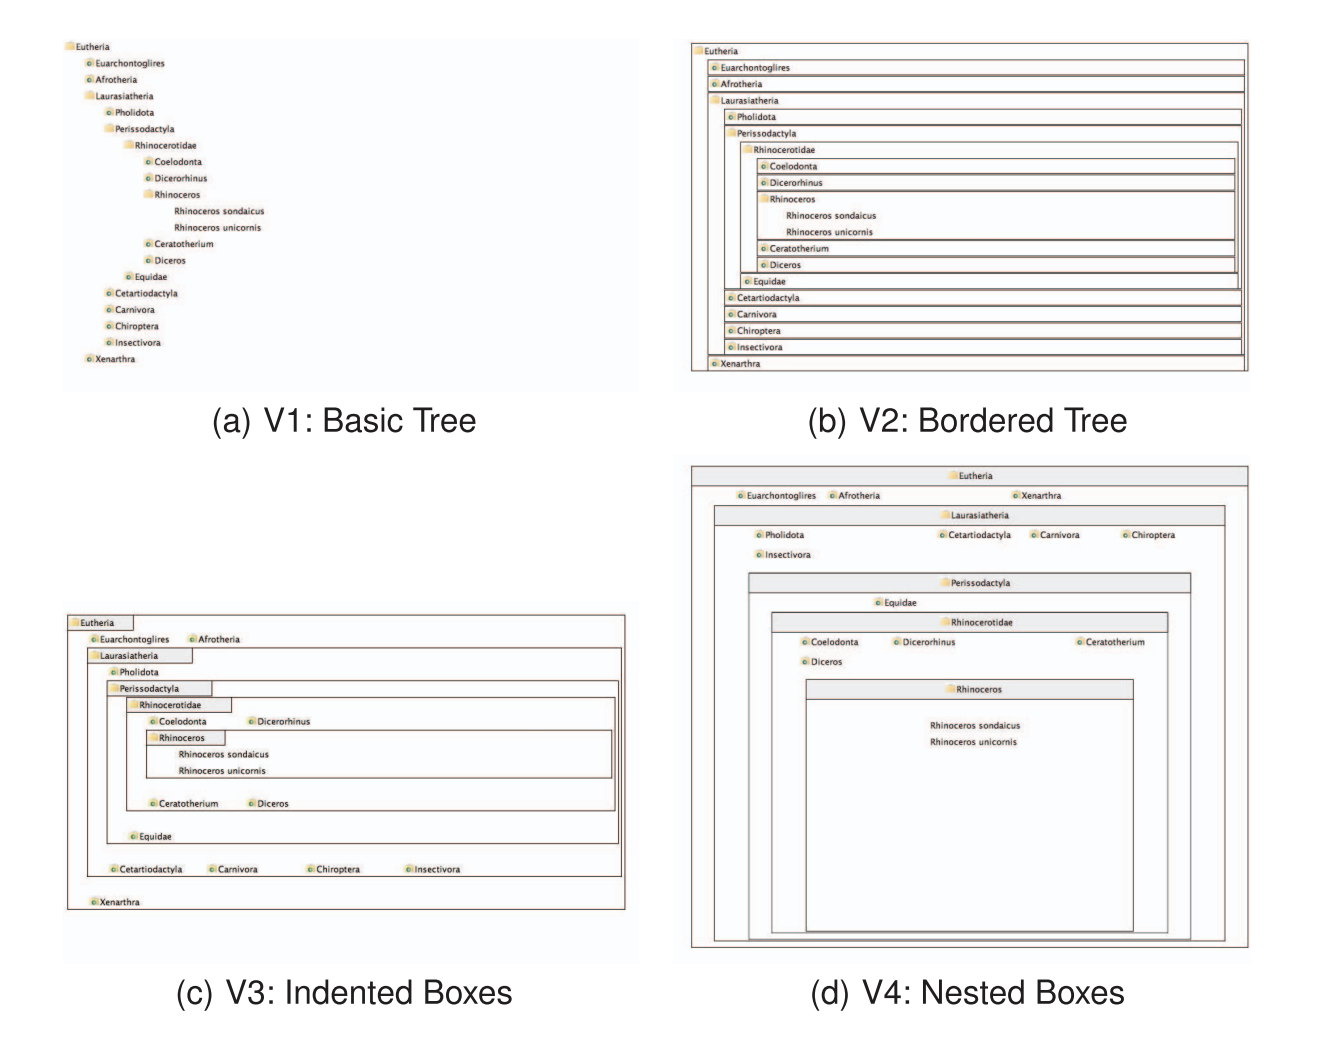 Eutheria
Euarchontoglires
Afrotheria
Laurasiatheria
Pholidota
Perissodactyla
Rhinocerotidae
Coelodonta
Dicerorhinus
Rhinoceros
Rhinoceros sondaicus
Rhinoceros unicornis
Ceratotherium
Diceros
Equidae
Cetartiodactyla
Carnivora
Chiroptera
Insectivora
Xenarthra
(a) V1: Basic Tree
Eutheria
Euarchontoglires
Afrotheria
Laurasiatheria
Pholidota
Perissodactyla
Rhinocerotidae
Coelodonta
Dicerorhinus
Rhinoceros
Rhinoceros sondaicus
Rhinoceros unicornis
Ceratotherium
Diceros
Equidae
Cetartiodactyla
Carnivora
Chiroptera
Insectivora
Xenarthra
(b) V2: Bordered Tree
Eutheria
Euarchontoglires Afrotheria
Laurasiatheria
Pholidota
Perissodactyla
Rhinocerotidae
Coelodonta Dicerorhinus
Rhinoceros
Rhinoceros sondaicus
Rhinoceros unicornis
Ceratotherium Diceros
Equidae
Cetartiodactyla Carnivora Chiroptera Insectivora
Xenarthra
(c) V3: Indented Boxes
Eutheria
Euarchontoglires Afrotheria Xenarthra
Laurasiatheria
Pholidota Cetartiodactyla Carnivora Chiroptera
Insectivora
Perissodactyla
Equidae
Rhinocerotidae
Coelodonta Dicerorhinus Ceratotherium
Diceros
Rhinoceros
Rhinoceros sondaicus
Rhinoceros unicornis
(d) V4: Nested Boxes